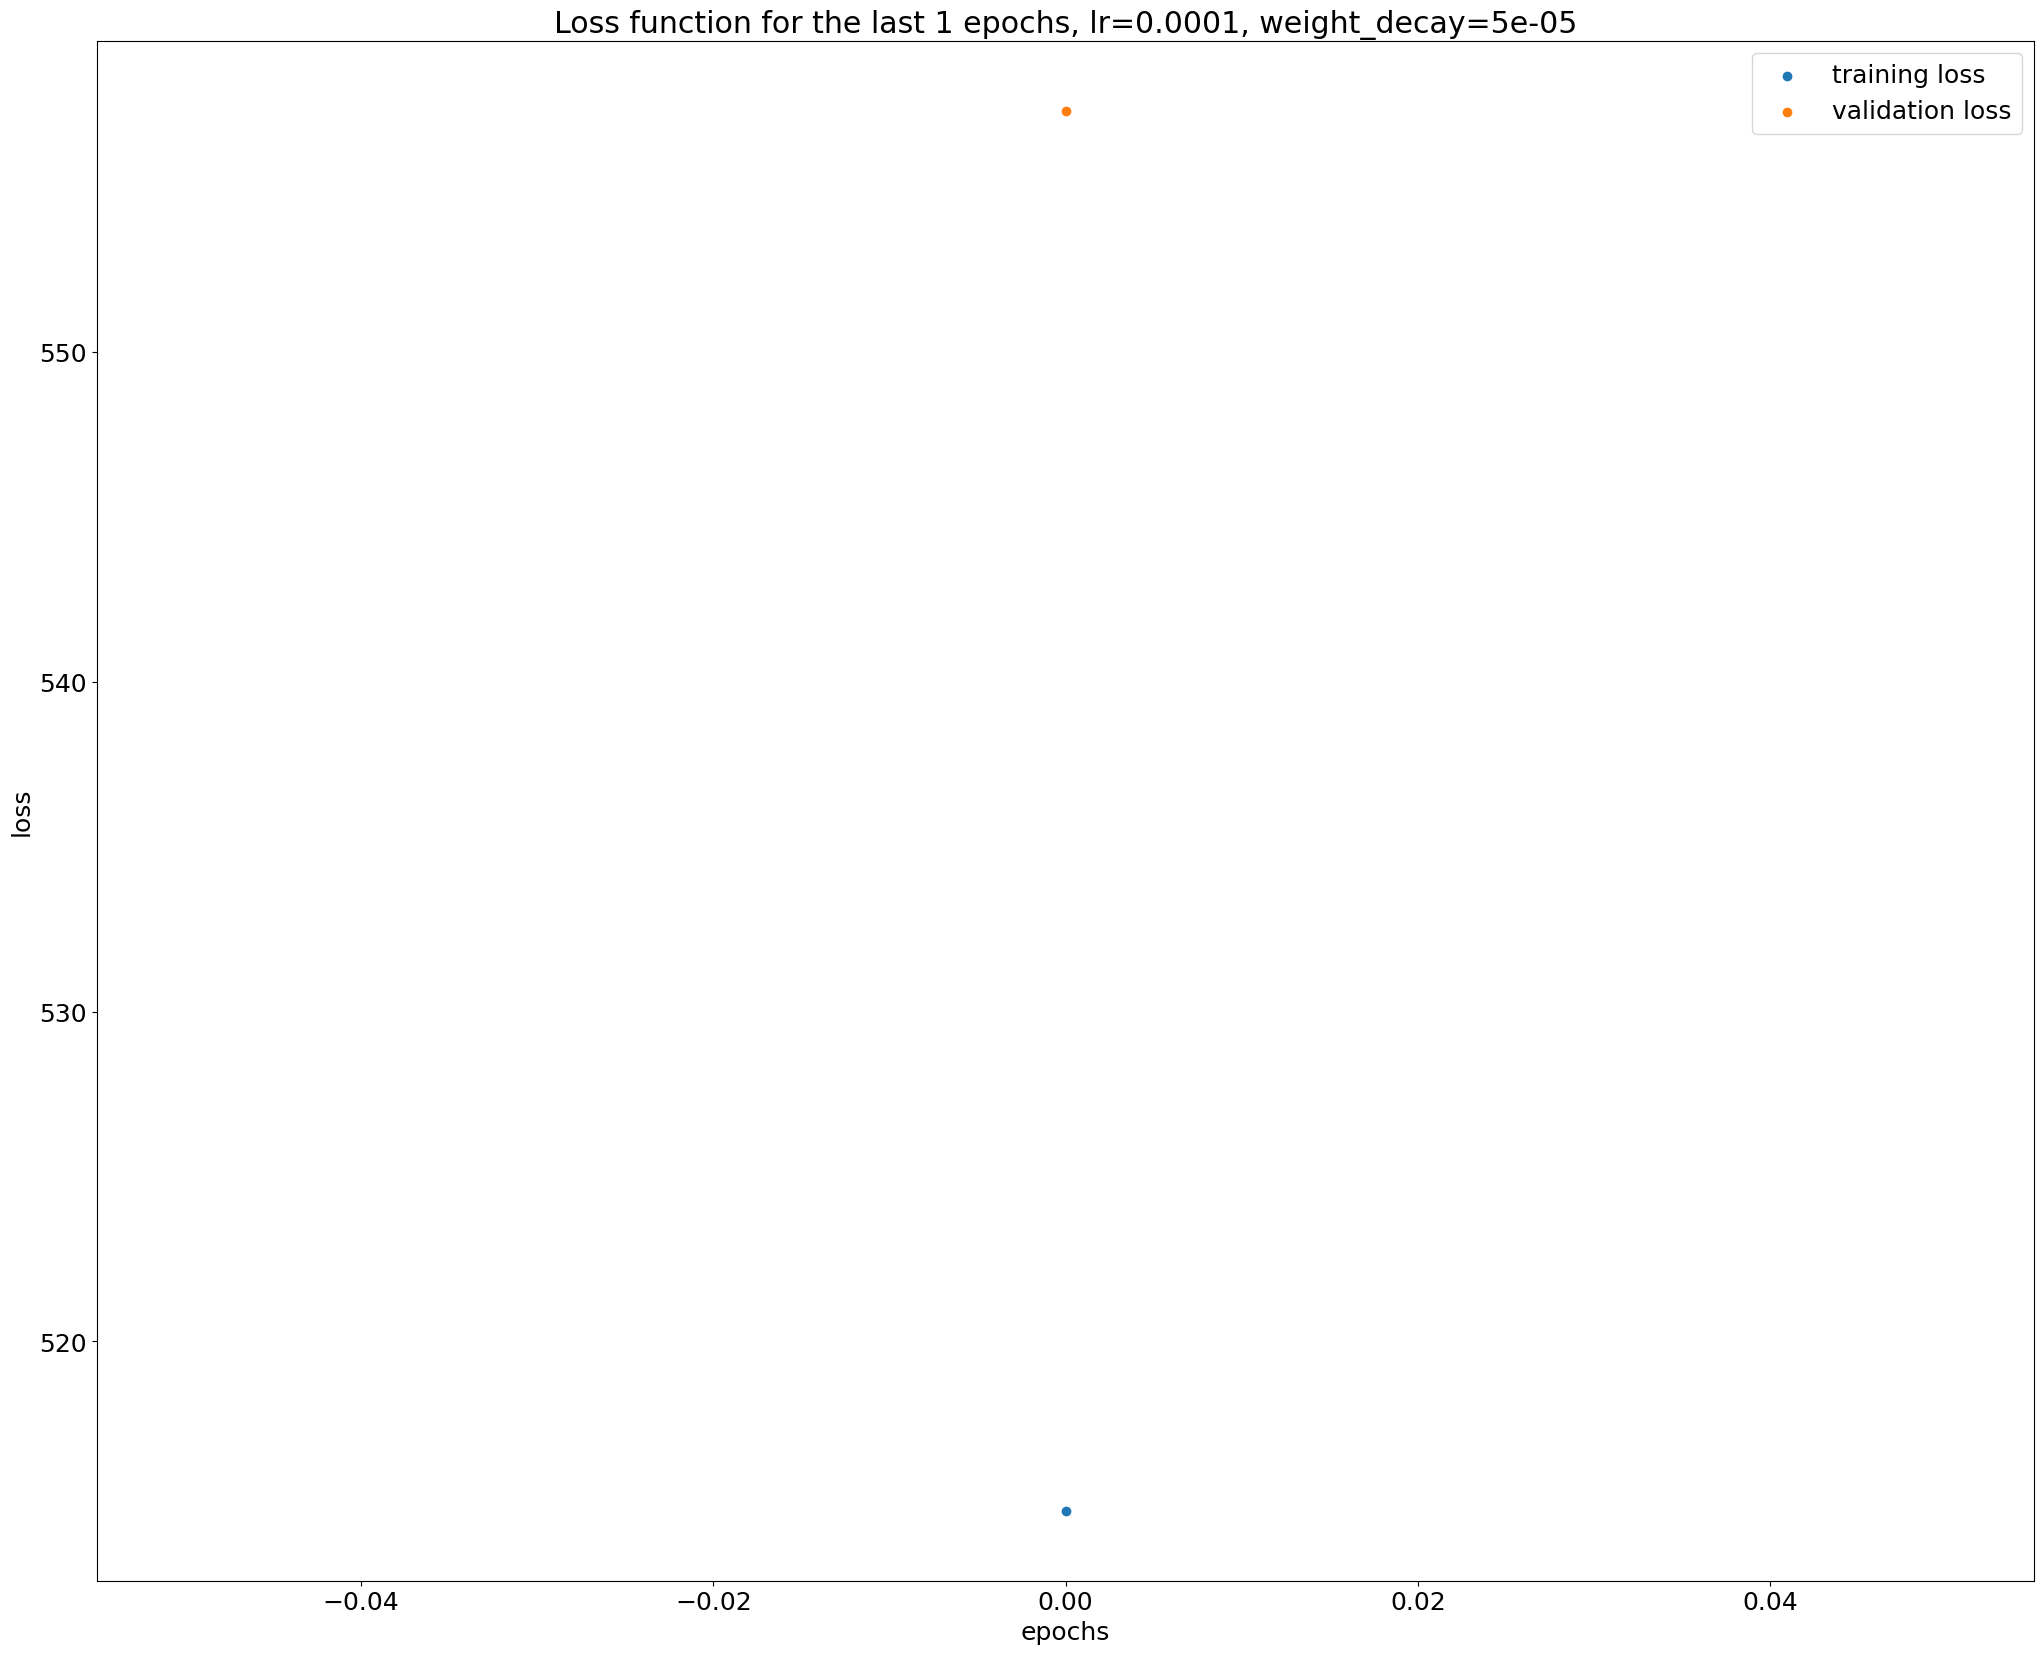 Loss function for the last 1 epochs, lr=0.0001, weight_decay=5e-05
training loss
validation loss
550
540
530
520
loss
−0.04
−0.02
0.00
0.02
0.04
epochs